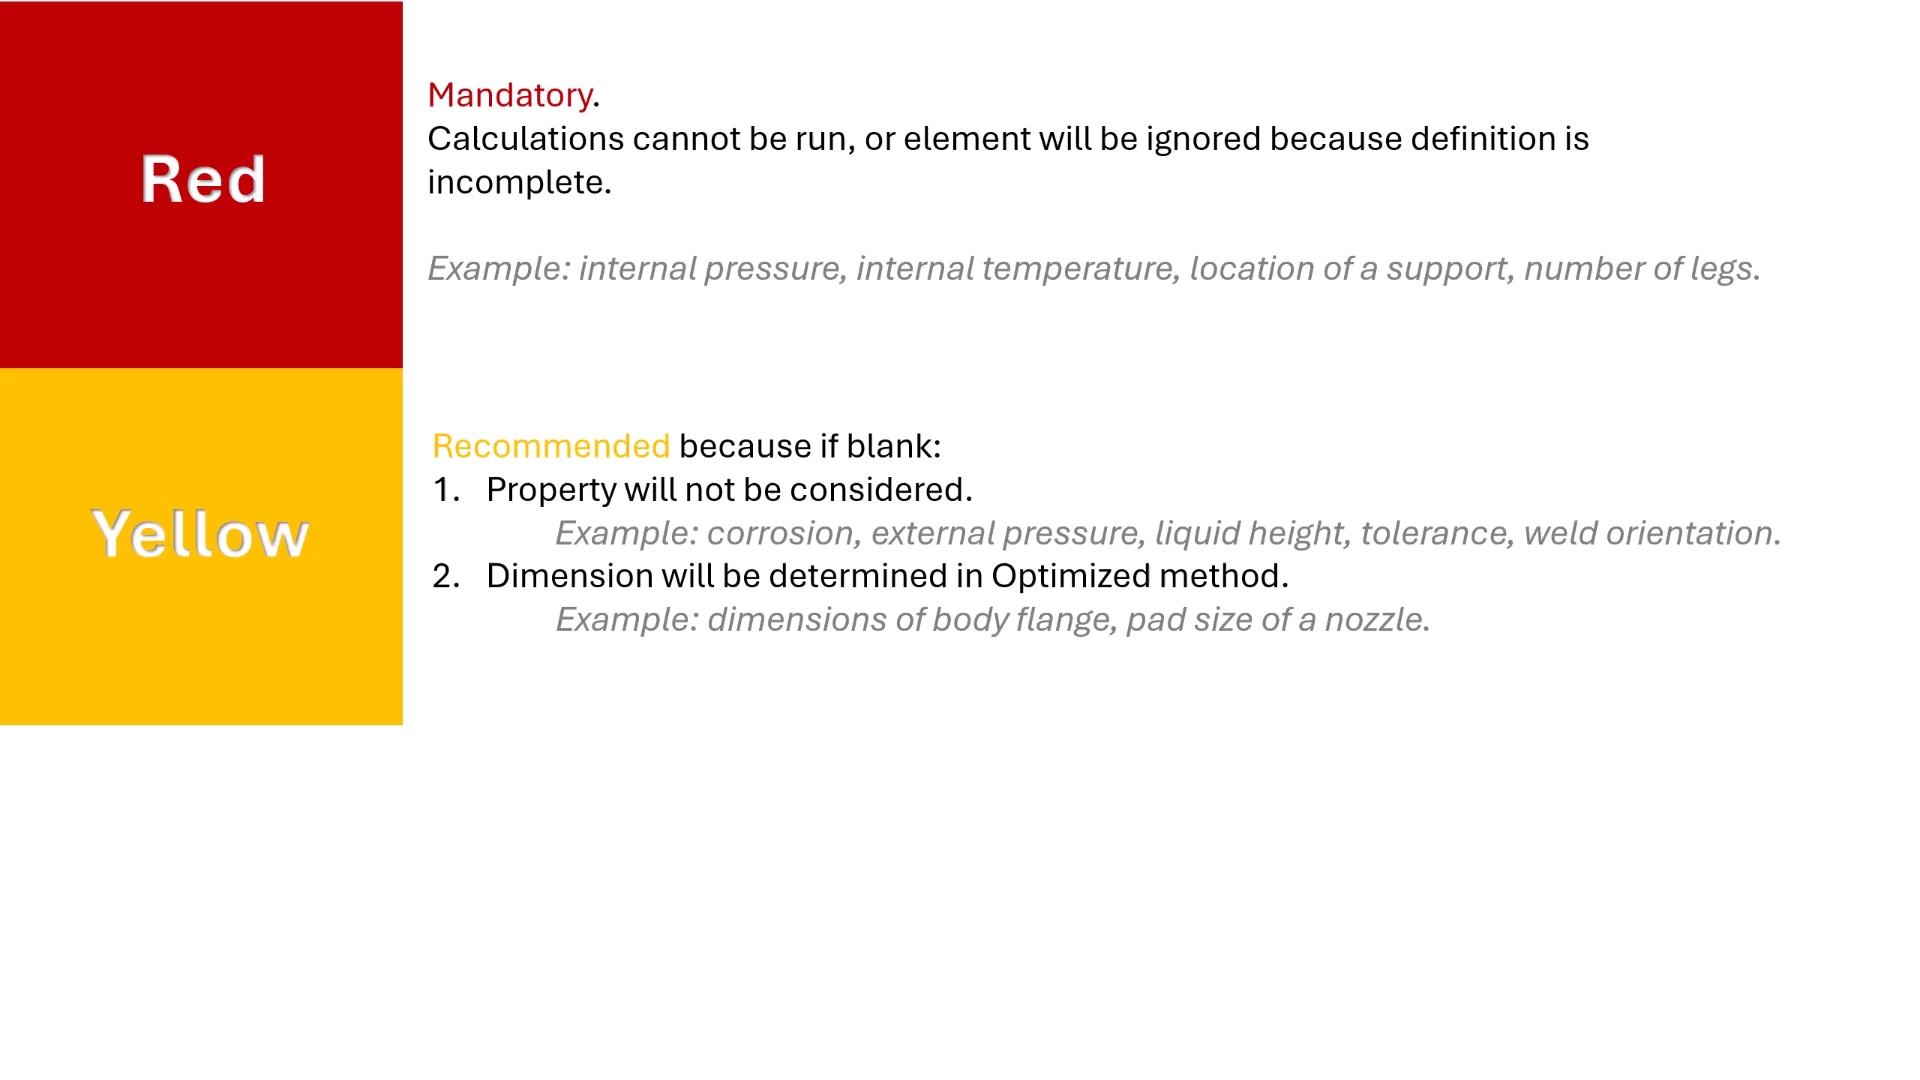 Red
Mandatory.
Calculations cannot be run, or element will be ignored because definition is
incomplete.
Example: internal pressure, internal temperature, location of a support, number of legs.
Yellow
Recommended because if blank:
1. Property will not be considered.
Example: corrosion, external pressure, liquid height, tolerance, weld orientation.
2. Dimension will be determined in Optimized method.
Example: dimensions of body flange, pad size of a nozzle.